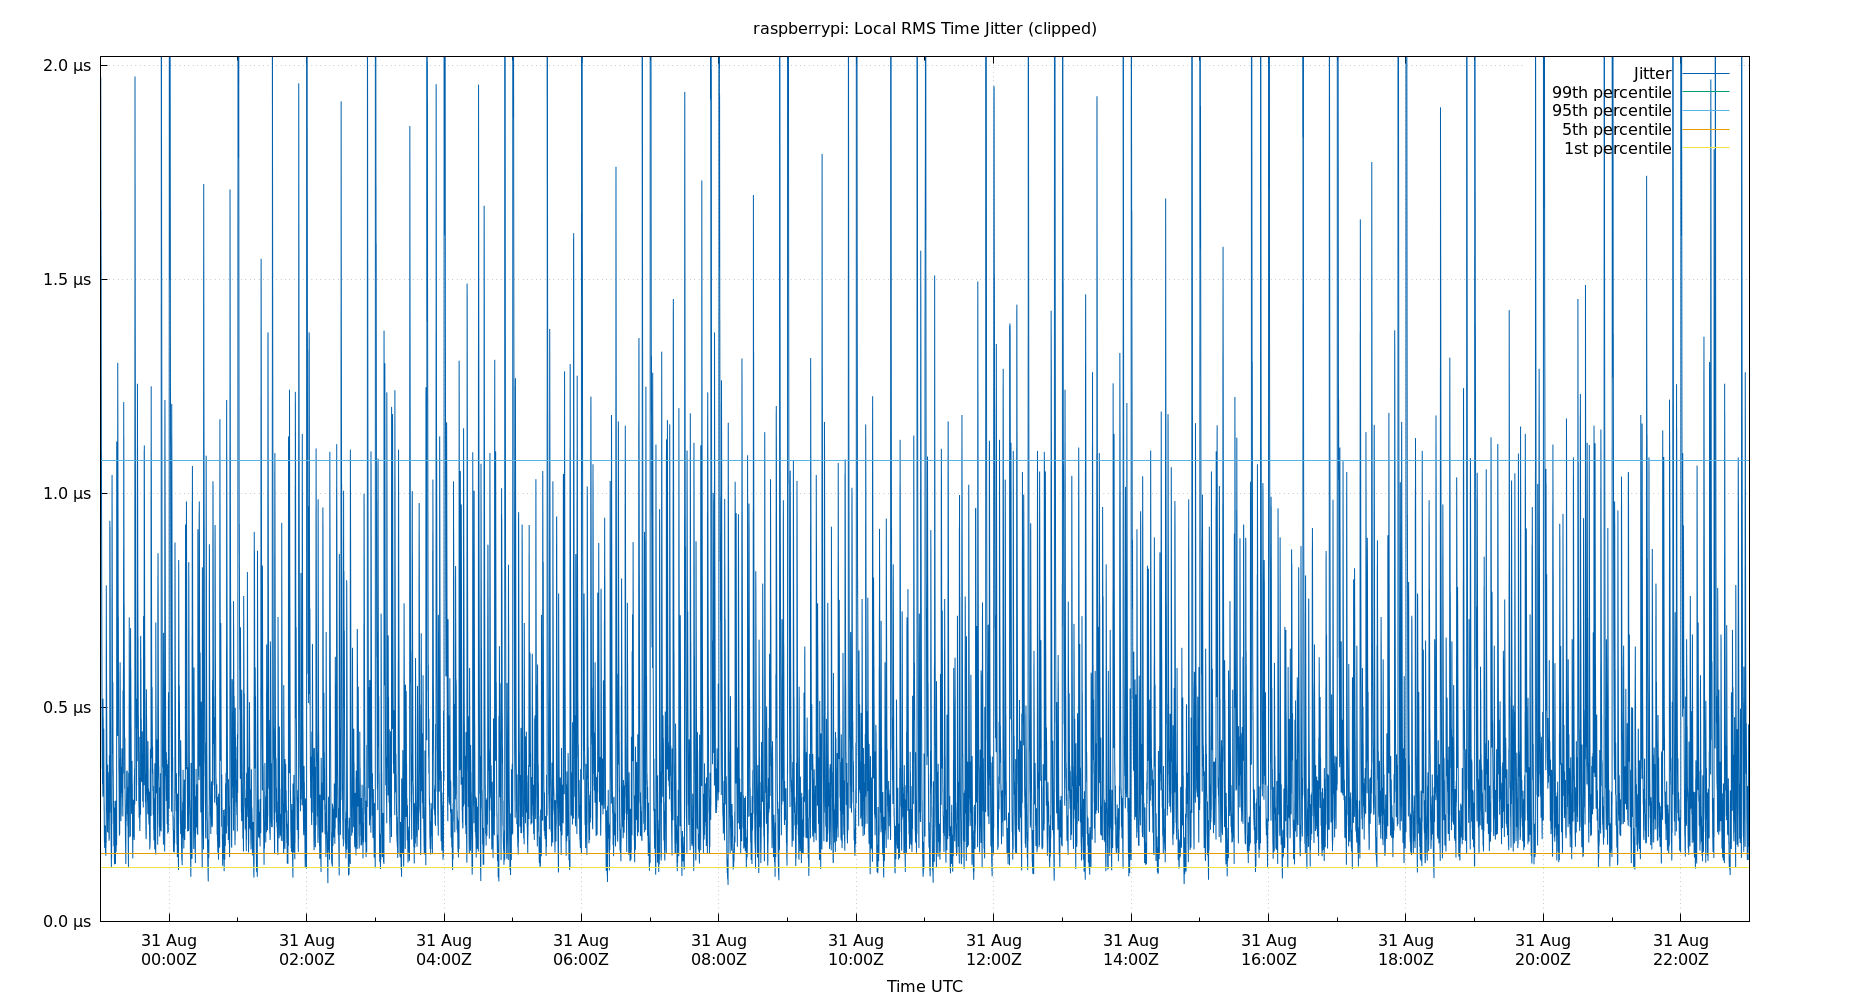 raspberrypi: Local RMS Time Jitter (clipped)
2.0 µs
1.5 µs
1.0 µs
0.5 µs
0.0 µs
Jitter
99th percentile
95th percentile
5th percentile
1st percentile
31 Aug 31 Aug 31 Aug 31 Aug 31 Aug 31 Aug 31 Aug 31 Aug 31 Aug 31 Aug 31 Aug 31 Aug
00:00Z 02:00Z 04:00Z 06:00Z 08:00Z 10:00Z 12:00Z 14:00Z 16:00Z 18:00Z 20:00Z 22:00Z
Time UTC